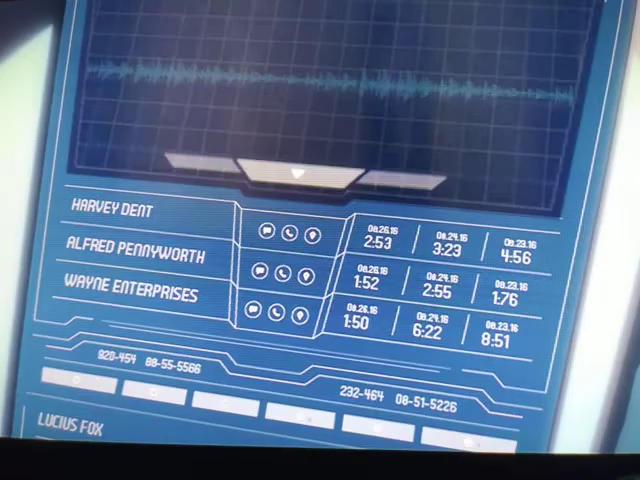 HARVEY DENT
08.26.16 08.24.16 08.23.16
2:53 3:23 4:56
ALFRED PENNYWORTH
08.26.16 08.24.16 08.23.16
1:52 2:55 1:76
WAYNE ENTERPRISES
08.26.16 08.24.16 08.23.16
1:50 6:22 8:51
920-454 88-55-5566
232-464 08-51-5226
LUCIUS FOX